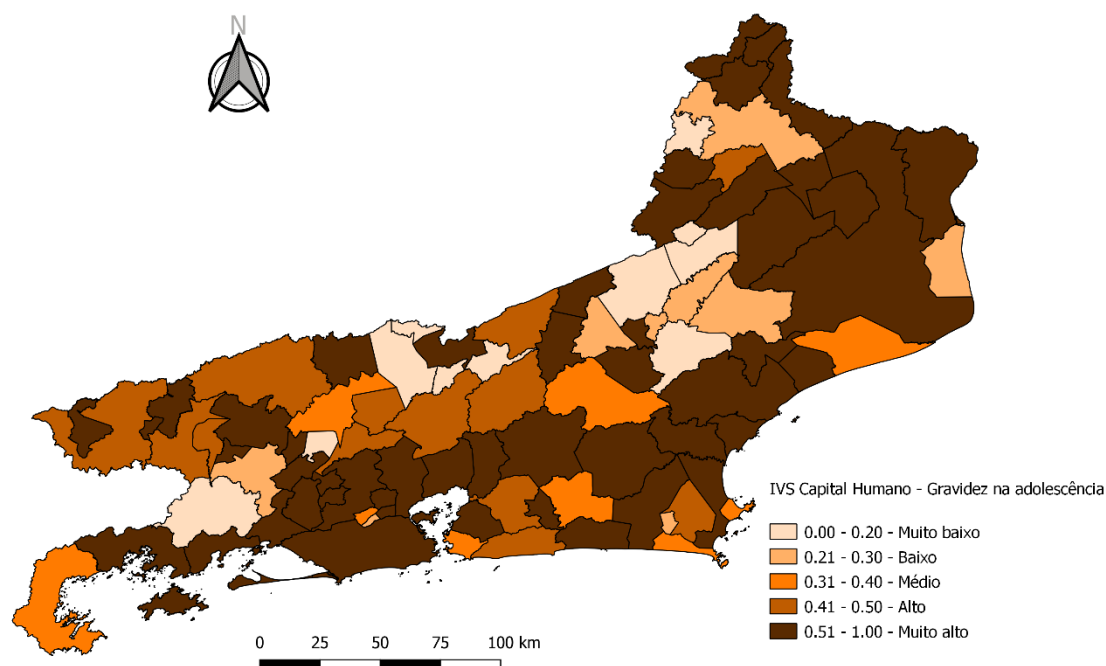 N
IVS Capital Humano - Gravidez na adolescência
0.00 - 0.20 - Muito baixo
0.21 - 0.30 - Baixo
0.31 - 0.40 - Médio
0.41 - 0.50 - Alto
0.51 - 1.00 - Muito alto
0 25 50 75 100 km